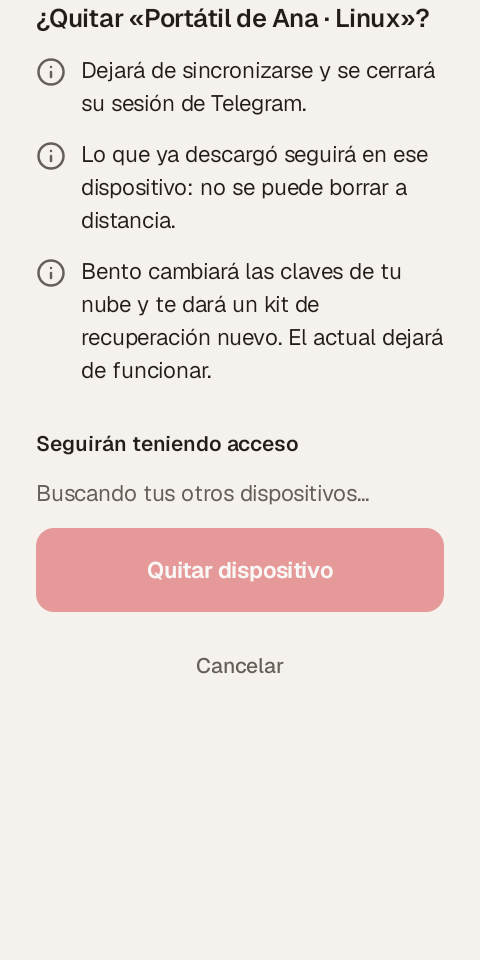 ¿Quitar «Portátil de Ana · Linux»?
Dejará de sincronizarse y se cerrará
su sesión de Telegram.
Lo que ya descargó seguirá en ese
dispositivo: no se puede borrar a
distancia.
Bento cambiará las claves de tu
nube y te dará un kit de
recuperación nuevo. El actual dejará
de funcionar.
Seguirán teniendo acceso
Buscando tus otros dispositivos...
Quitar dispositivo
Cancelar